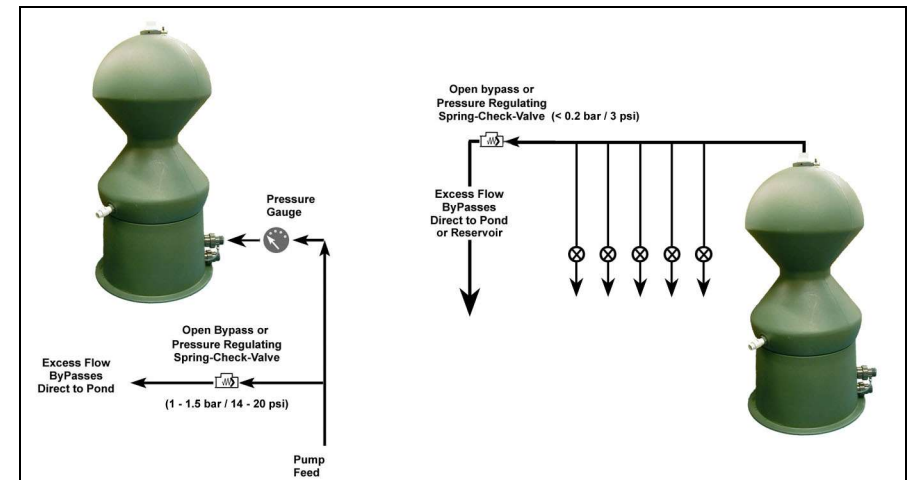 Pressure
Gauge
Open Bypass or
Pressure Regulating
Spring-Check-Valve
Excess Flow
ByPasses
Direct to Pond
(1 - 1.5 bar / 14 - 20 psi)
Pump
Feed
Open bypass or
Pressure Regulating
Spring-Check-Valve (< 0.2 bar / 3 psi)
Excess Flow
ByPasses
Direct to Pond
or Reservoir